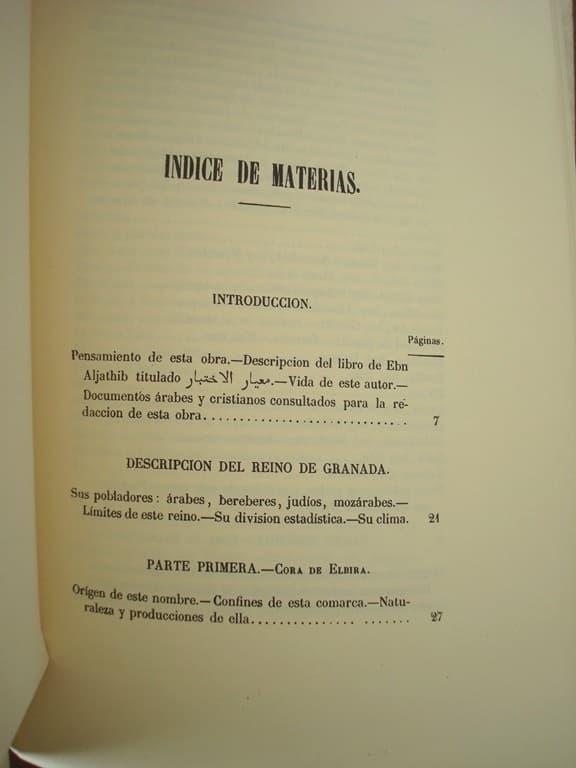 INDICE DE MATERIAS.
INTRODUCCION.
Páginas.
Pensamiento de esta obra.—Descripcion del libro de Ebn
Aljathib titulado معيار الاختبار.—Vida de este autor.—
Documentos árabes y cristianos consultados para la re-
daccion de esta obra............................. 7
DESCRIPCION DEL REINO DE GRANADA.
Sus pobladores: árabes, bereberes, judíos, mozárabes.—
Límites de este reino.—Su division estadística.—Su clima. 21
PARTE PRIMERA.—CORA DE ELBIRA.
Orígen de este nombre.—Confines de esta comarca.—Natu-
raleza y producciones de ella............... ....... 27